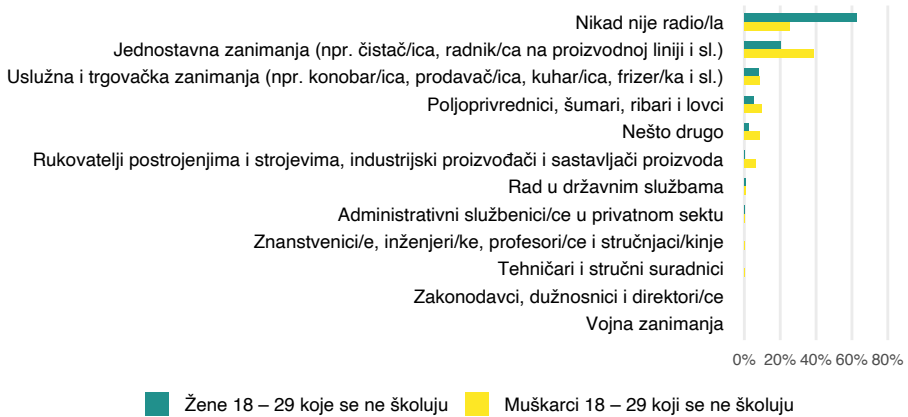 Nikad nije radio/la
Jednostavna zanimanja (npr. čistač/ica, radnik/ca na proizvodnoj liniji i sl.)
Uslužna i trgovačka zanimanja (npr. konobar/ica, prodavač/ica, kuhar/ica, frizer/ka i sl.)
Poljoprivrednici, šumari, ribari i lovci
Nešto drugo
Rukovatelji postrojenjima i strojevima, industrijski proizvođači i sastavljači proizvoda
Rad u državnim službama
Administrativni službenici/ce u privatnom sektu
Znanstvenici/e, inženjeri/ke, profesori/ce i stručnjaci/kinje
Tehničari i stručni suradnici
Zakonodavci, dužnosnici i direktori/ce
Vojna zanimanja
0% 20% 40% 60% 80%
Žene 18 – 29 koje se ne školuju Muškarci 18 – 29 koji se ne školuju